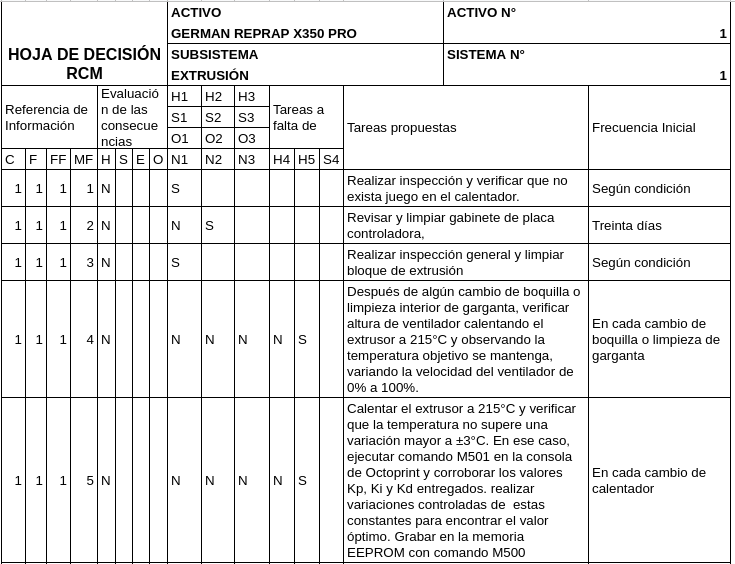 HOJA DE DECISIÓN
RCM
ACTIVO
GERMAN REPRAP X350 PRO
ACTIVO N°
1
SUBSISTEMA
EXTRUSIÓN
SISTEMA N°
1
Referencia de
Información
Evaluació
n de las
consecue
ncias
H1 H2 H3
S1 S2 S3
O1 O2 O3
Tareas a
falta de
Tareas propuestas
Frecuencia Inicial
C F FF MF H S E O N1 N2 N3 H4 H5 S4
1 1 1 1 N S
Realizar inspección y verificar que no
existe juego en el calentador.
Según condición
1 1 1 2 N N S
Revisar y limpiar gabinete de placa
controladora,
Treinta días
1 1 1 3 N S
Realizar inspección general y limpiar
bloque de extrusión
Según condición
1 1 1 4 N N N N N S
Después de algún cambio de boquilla o
limpieza interior de garganta, verificar
altura de ventilador calentando el
extrusor a 215°C y observando la
temperatura objetivo se mantenga,
variando la velocidad del ventilador de
0% a 100%.
En cada cambio de
boquilla o limpieza de
garganta
1 1 1 5 N N N N N S
Calentar el extrusor a 215°C y verificar
que la temperatura no supere una
variación mayor a ±3°C. En ese caso,
ejecutar comando M501 en la consola
de Octoprint y corroborar los valores
Kp, Ki y Kd entregados. realizar
variaciones controladas de  estas
constantes para encontrar el valor
óptimo. Grabar en la memoria
EEPROM con comando M500
En cada cambio de
calentador